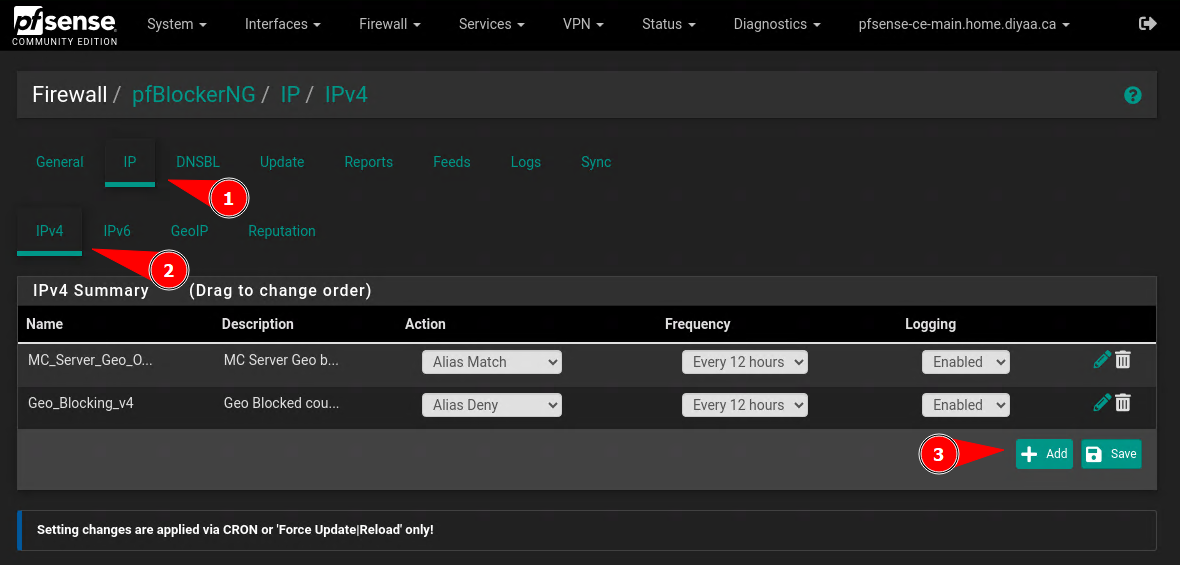 pfsense
COMMUNITY EDITION
System Interfaces Firewall Services VPN Status Diagnostics pfsense-ce-main.home.diyaa.ca
Firewall / pfBlockerNG / IP / IPv4 ?
General IP DNSBL Update Reports Feeds Logs Sync
1
IPv4 IPv6 GeoIP Reputation
2
IPv4 Summary (Drag to change order)
Name Description Action Frequency Logging
MC_Server_Geo_O... MC Server Geo b... Alias Match Every 12 hours Enabled
Geo_Blocking_v4 Geo Blocked cou... Alias Deny Every 12 hours Enabled
3 Add Save
Setting changes are applied via CRON or 'Force Update|Reload' only!